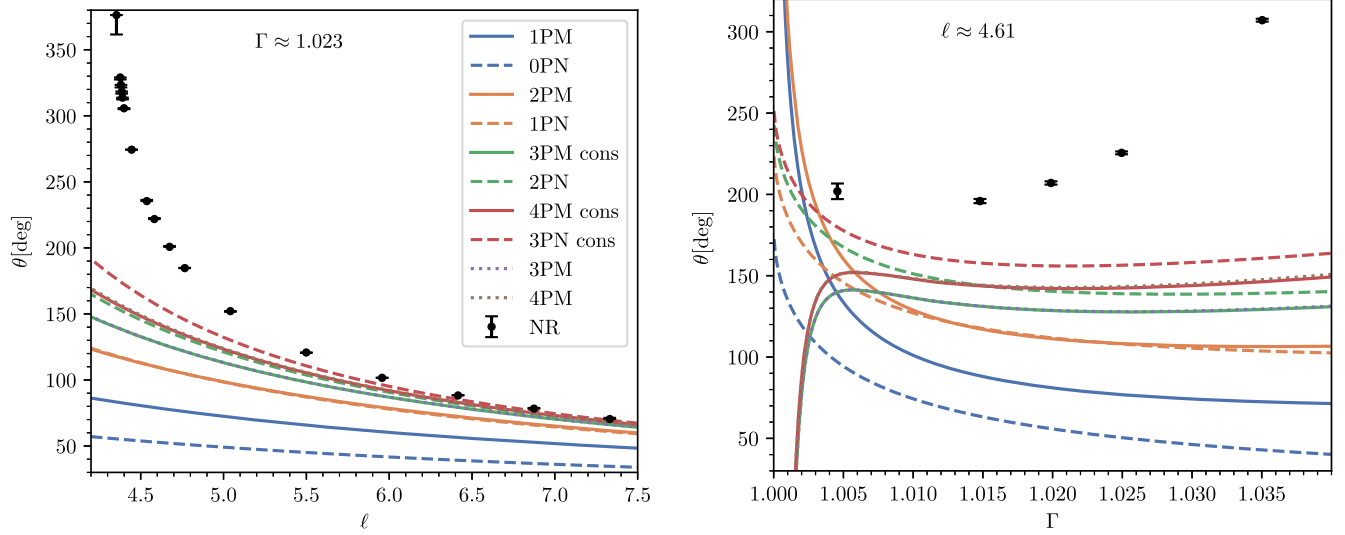 Γ ≈ 1.023
1PM
0PN
2PM
1PN
3PM cons
2PN
4PM cons
3PN cons
3PM
4PM
NR
θ[deg]
350
300
250
200
150
100
50
4.5 5.0 5.5 6.0 6.5 7.0 7.5
ℓ
ℓ ≈ 4.61
θ[deg]
300
250
200
150
100
50
1.000 1.005 1.010 1.015 1.020 1.025 1.030 1.035
Γ